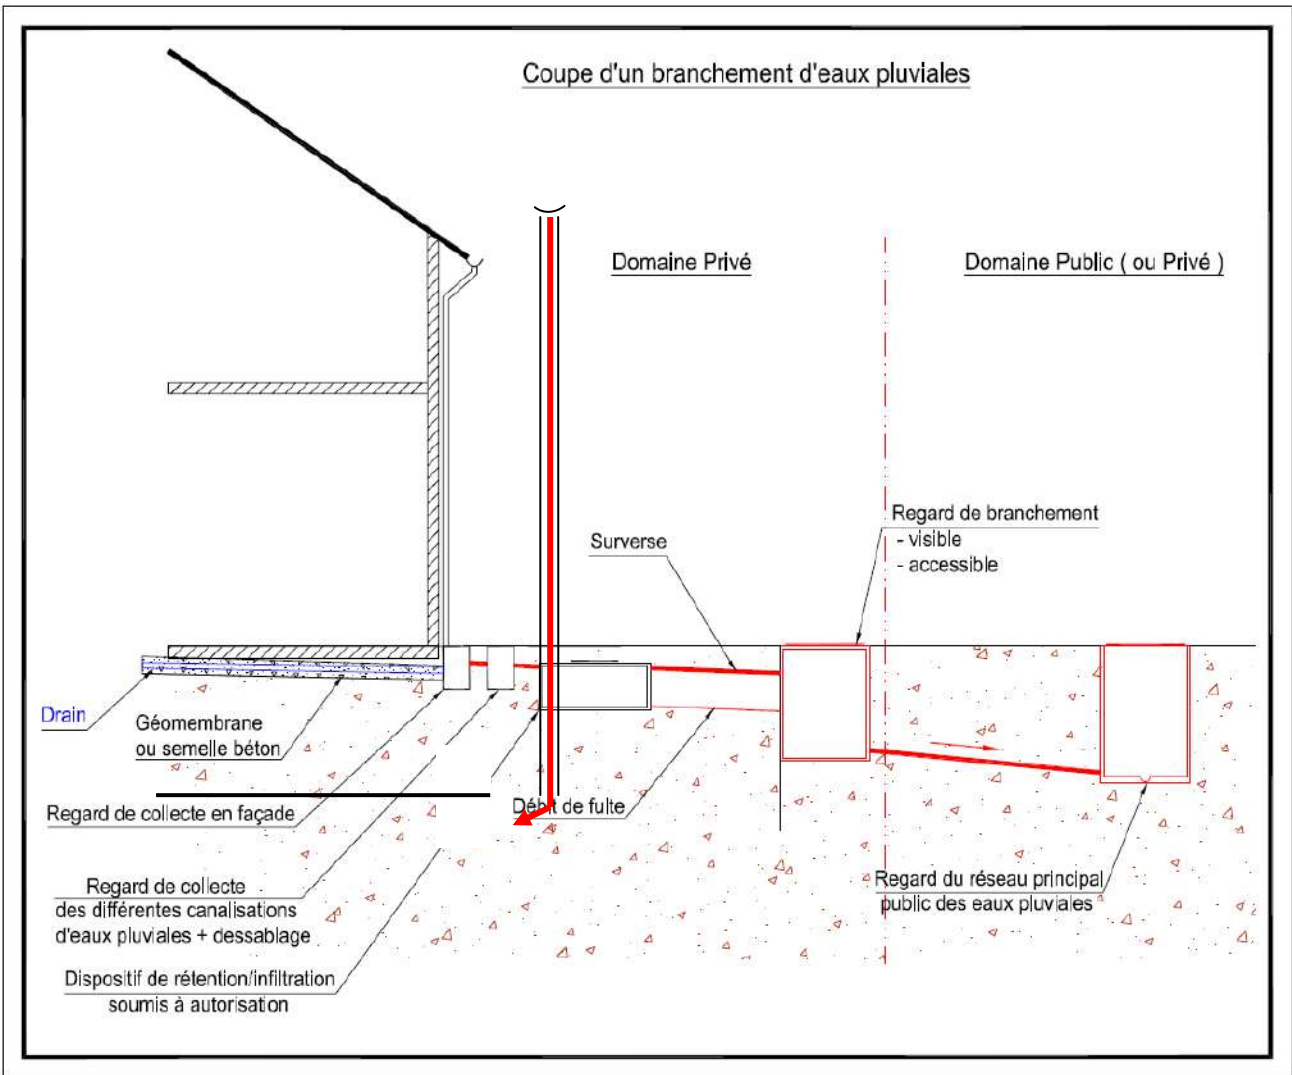 Coupe d'un branchement d'eaux pluviales
Domaine Privé
Domaine Public ( ou Privé )
Regard de branchement
- visible
- accessible
Surverse
Drain
Géomembrane
ou semelle béton
Regard de collecte en façade
Débit de fuite
Regard de collecte
des différentes canalisations
d'eaux pluviales + dessablage
Regard du réseau principal
public des eaux pluviales
Dispositif de rétention/infiltration
soumis à autorisation